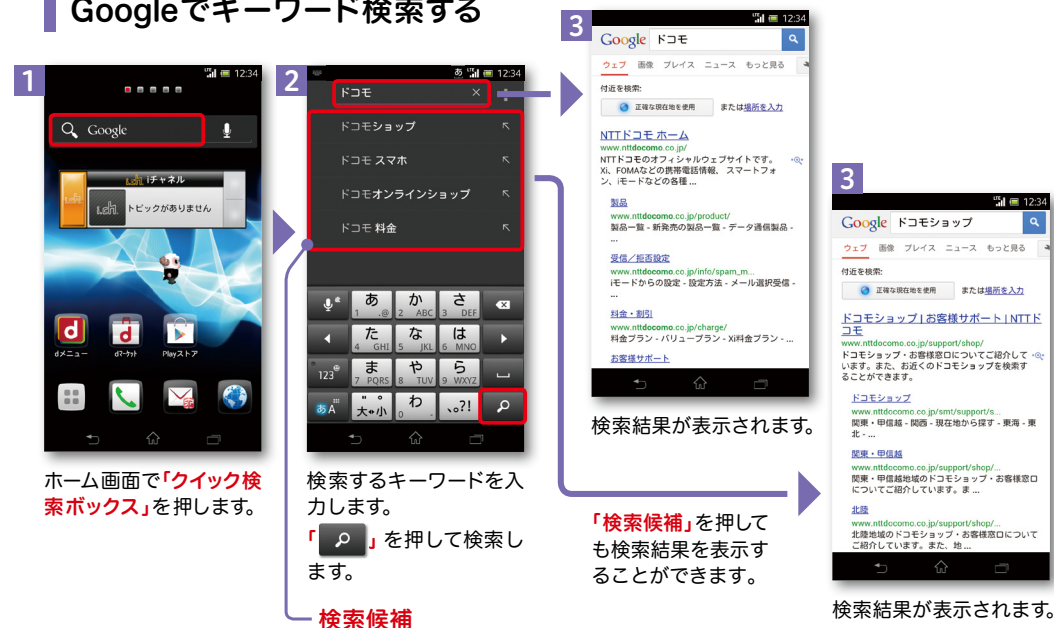 Googleでキーワード検索する
1
12:34
Google
iチャネル
トピックがありません
dメニュー
dマーケット
Playストア
ホーム画面で「クイック検
索ボックス」を押します。
2
あ
12:34
ドコモ ×
ドコモショップ
ドコモ スマホ
ドコモオンラインショップ
ドコモ 料金
あ 1 .@
か 2 ABC
さ 3 DEF
た 4 GHI
な 5 JKL
は 6 MNO
123
ま 7 PQRS
や 8 TUV
ら 9 WXYZ
あA
大⇔小
わ 0
､｡?!
検索するキーワードを入
力します。
「 」を押して検索し
ます。
検索候補
3
12:34
Google ドコモ
ウェブ 画像 プレイス ニュース もっと見る
付近を検索:
正確な現在地を使用 または場所を入力
NTTドコモ ホーム
www.nttdocomo.co.jp/
NTTドコモのオフィシャルウェブサイトです。
Xi、FOMAなどの携帯電話情報、スマートフォ
ン、iモードなどの各種 ...
製品
www.nttdocomo.co.jp/product/
製品一覧 - 新発売の製品一覧 - データ通信製品 -
...
受信／拒否設定
www.nttdocomo.co.jp/info/spam_m...
iモードからの設定 - 設定方法 - メール選択受信 -
...
料金・割引
www.nttdocomo.co.jp/charge/
料金プラン - バリュープラン - Xi料金プラン - ...
お客様サポート
検索結果が表示されます。
「検索候補」を押して
も検索結果を表示す
ることができます。
3
12:34
Google ドコモショップ
ウェブ 画像 プレイス ニュース もっと見る
付近を検索:
正確な現在地を使用 または場所を入力
ドコモショップ | お客様サポート | NTTド
コモ
www.nttdocomo.co.jp/support/shop/
ドコモショップ・お客様窓口についてご紹介して
います。また、お近くのドコモショップを検索す
ることができます。
ドコモショップ
www.nttdocomo.co.jp/smt/support/s...
関東・甲信越 - 関西 - 現在地から探す - 東海 - 東
北 - ...
関東・甲信越
www.nttdocomo.co.jp/support/shop/...
関東・甲信越地域のドコモショップ・お客様窓口
についてご紹介しています。ま ...
北陸
www.nttdocomo.co.jp/support/shop/...
北陸地域のドコモショップ・お客様窓口について
ご紹介しています。また、地 ...
検索結果が表示されます。